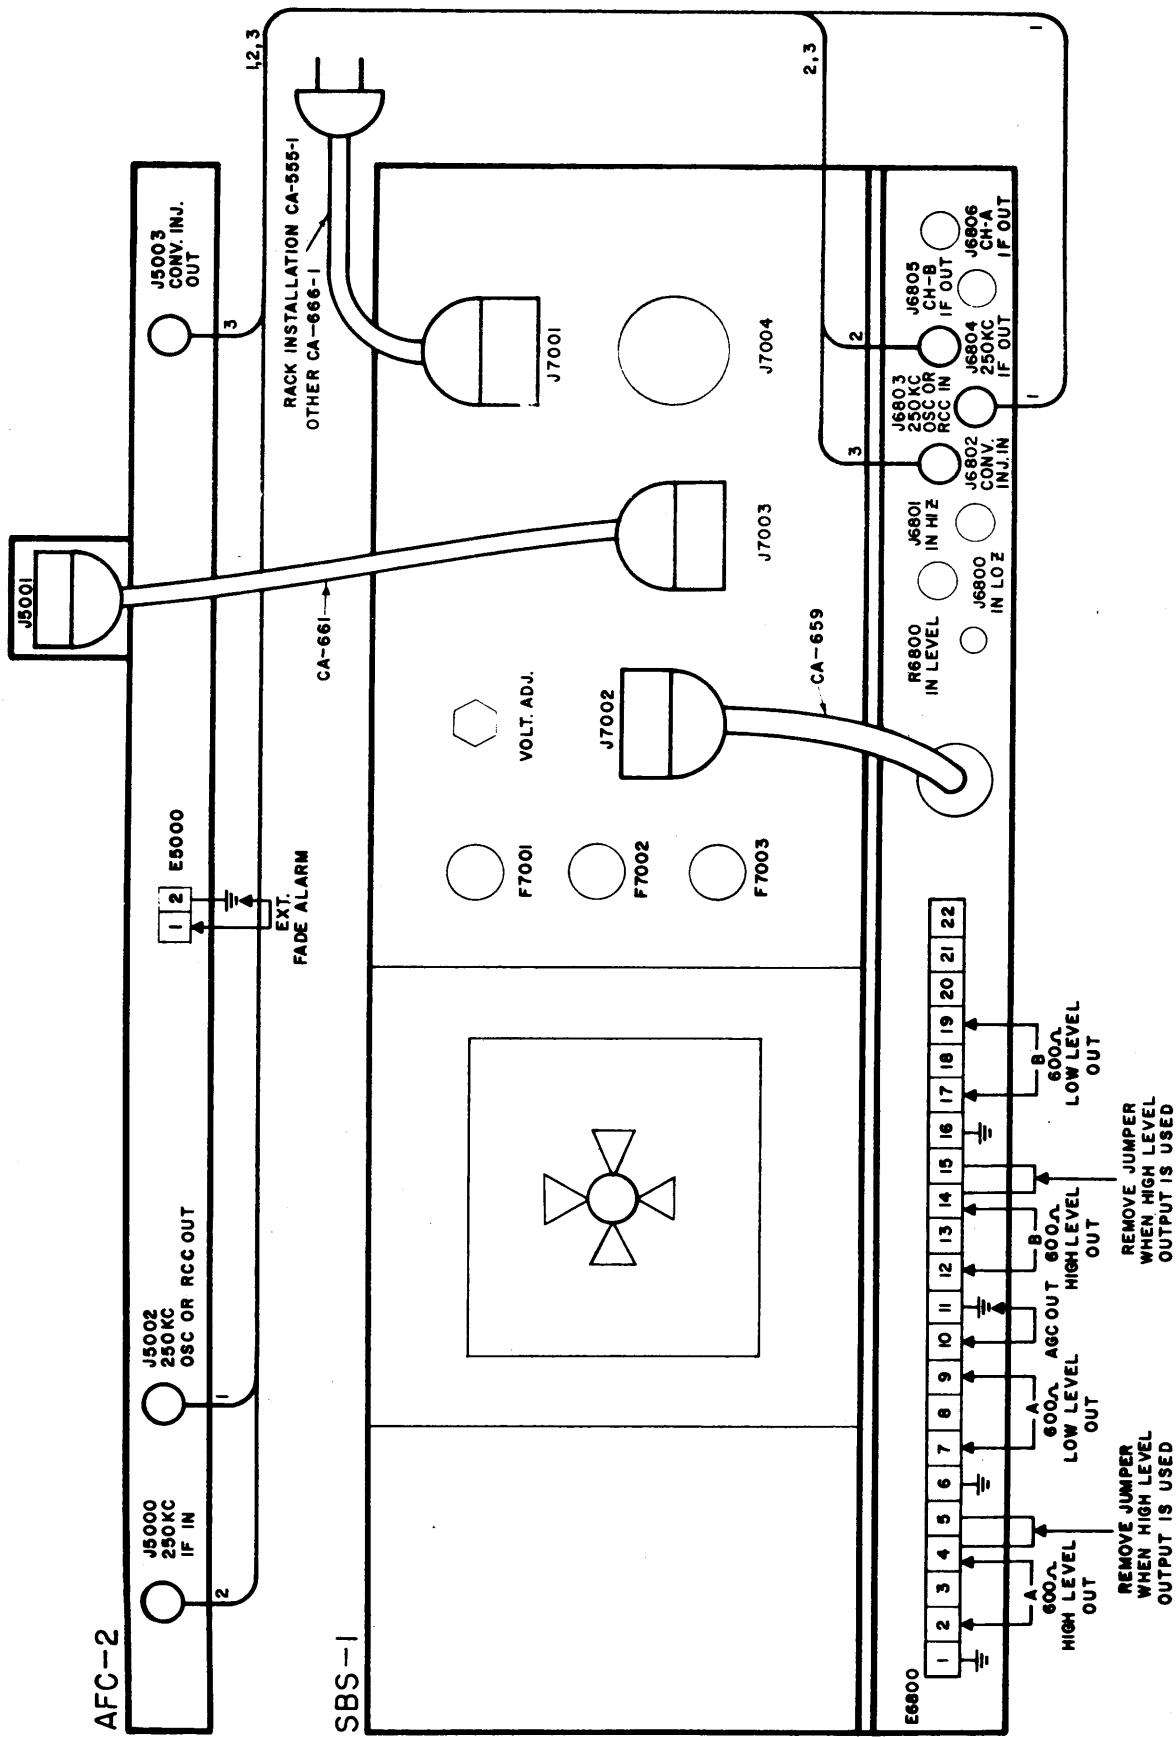 AFC-2
J5000
250KC
IF IN
2
J5002
250KC
OSC OR RCC OUT
1
1 2
E5000
EXT.
FADE ALARM
J5001
J5003
CONV. INJ.
OUT
3
1,2,3
CA-661
RACK INSTALLATION CA-555-1
OTHER CA-666-1
SBS-1
F7001
F7002
F7003
VOLT. ADJ.
J7002
J7003
J7001
J7004
CA-659
2,3
1
E6800
1 2 3 4 5 6 7 8 9 10 11 12 13 14 15 16 17 18 19 20 21 22
A
600Ω
HIGH LEVEL
OUT
REMOVE JUMPER
WHEN HIGH LEVEL
OUTPUT IS USED
A
600Ω
LOW LEVEL
OUT
AGC OUT
B
600Ω
HIGH LEVEL
OUT
REMOVE JUMPER
WHEN HIGH LEVEL
OUTPUT IS USED
B
600Ω
LOW LEVEL
OUT
R6800
IN LEVEL
J6800
IN LO Z
J6801
IN HI Z
3
J6802
CONV.
INJ. IN
J6803
250KC
OSC OR
RCC IN
1
2
J6804
250KC
IF OUT
J6805
CH-B
IF OUT
J6806
CH-A
IF OUT